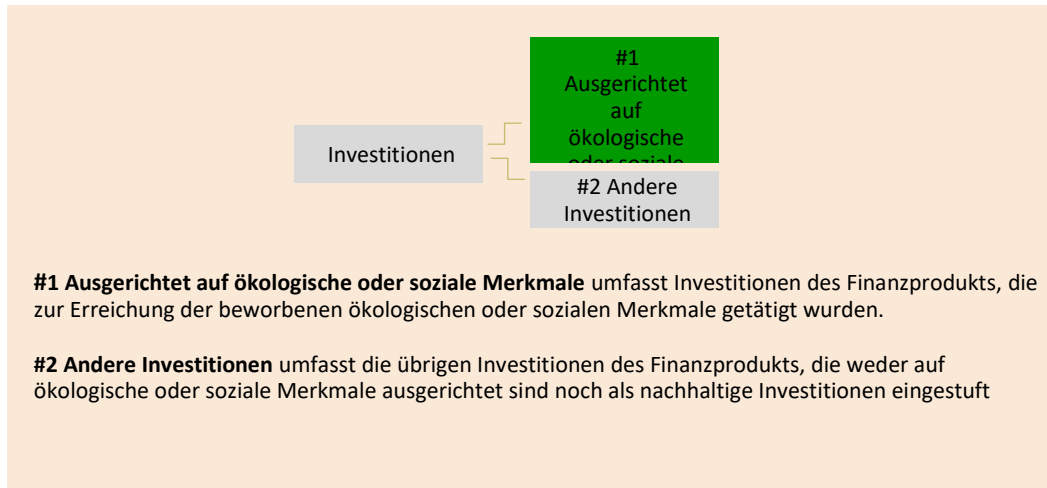 #1
Ausgerichtet
auf
ökologische
oder soziale
Investitionen
#2 Andere
Investitionen
#1 Ausgerichtet auf ökologische oder soziale Merkmale umfasst Investitionen des Finanzprodukts, die
zur Erreichung der beworbenen ökologischen oder sozialen Merkmale getätigt wurden.
#2 Andere Investitionen umfasst die übrigen Investitionen des Finanzprodukts, die weder auf
ökologische oder soziale Merkmale ausgerichtet sind noch als nachhaltige Investitionen eingestuft